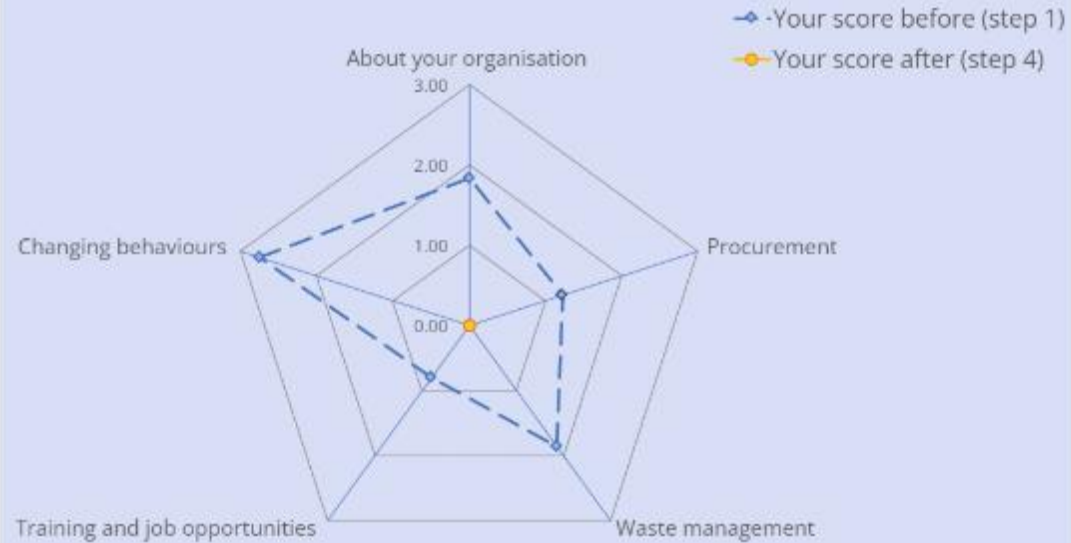 Your score before (step 1)
Your score after (step 4)
About your organisation
3.00
2.00
1.00
0.00
Changing behaviours
Procurement
Training and job opportunities
Waste management